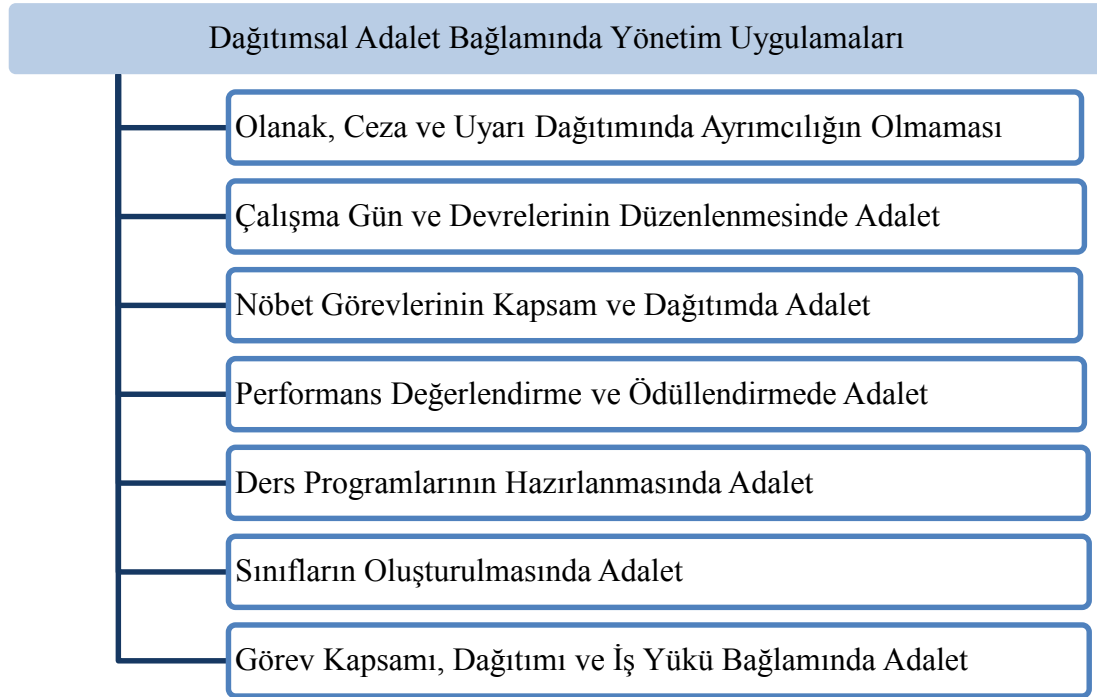 Dağıtımsal Adalet Bağlamında Yönetim Uygulamaları
Olanak, Ceza ve Uyarı Dağıtımında Ayrımcılığın Olmaması
Çalışma Gün ve Devrelerinin Düzenlenmesinde Adalet
Nöbet Görevlerinin Kapsam ve Dağıtımda Adalet
Performans Değerlendirme ve Ödüllendirmede Adalet
Ders Programlarının Hazırlanmasında Adalet
Sınıfların Oluşturulmasında Adalet
Görev Kapsamı, Dağıtımı ve İş Yükü Bağlamında Adalet